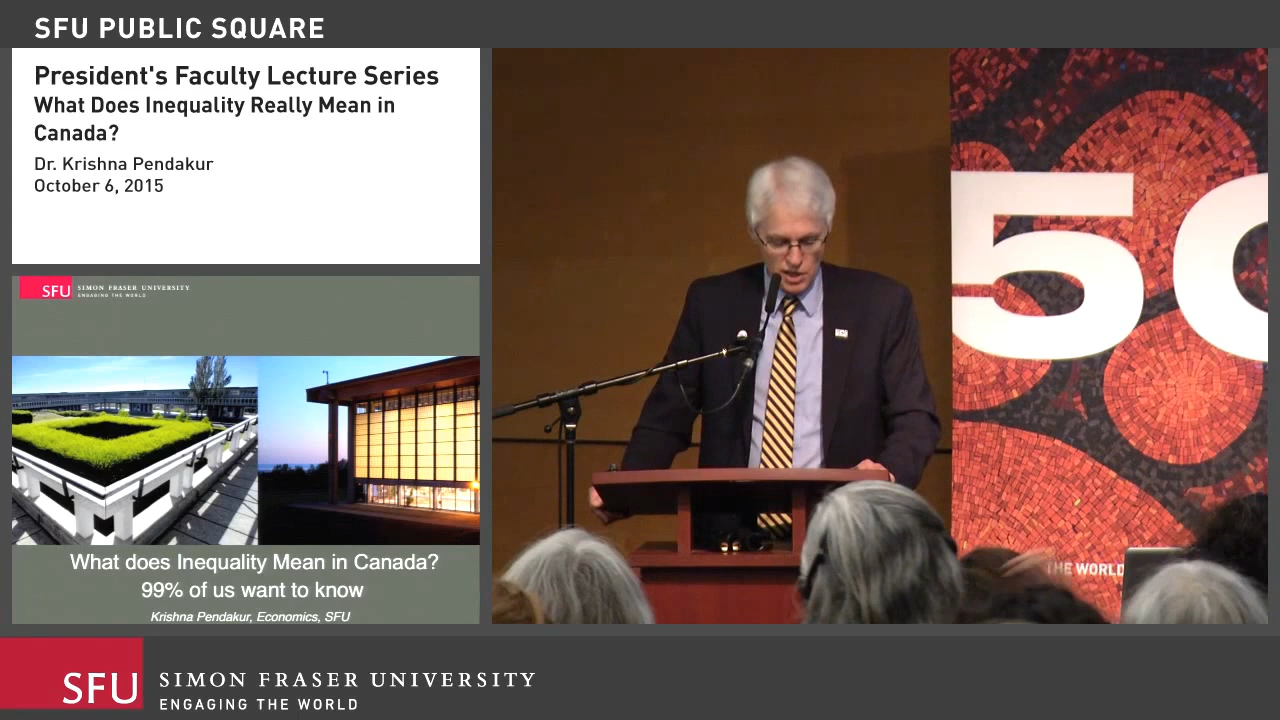 SFU PUBLIC SQUARE
President's Faculty Lecture Series
What Does Inequality Really Mean in
Canada?
Dr. Krishna Pendakur
October 6, 2015
SFU SIMON FRASER UNIVERSITY
ENGAGING THE WORLD
What does Inequality Mean in Canada?
99% of us want to know
Krishna Pendakur, Economics, SFU
50
THE WORLD
SFU SIMON FRASER UNIVERSITY
ENGAGING THE WORLD